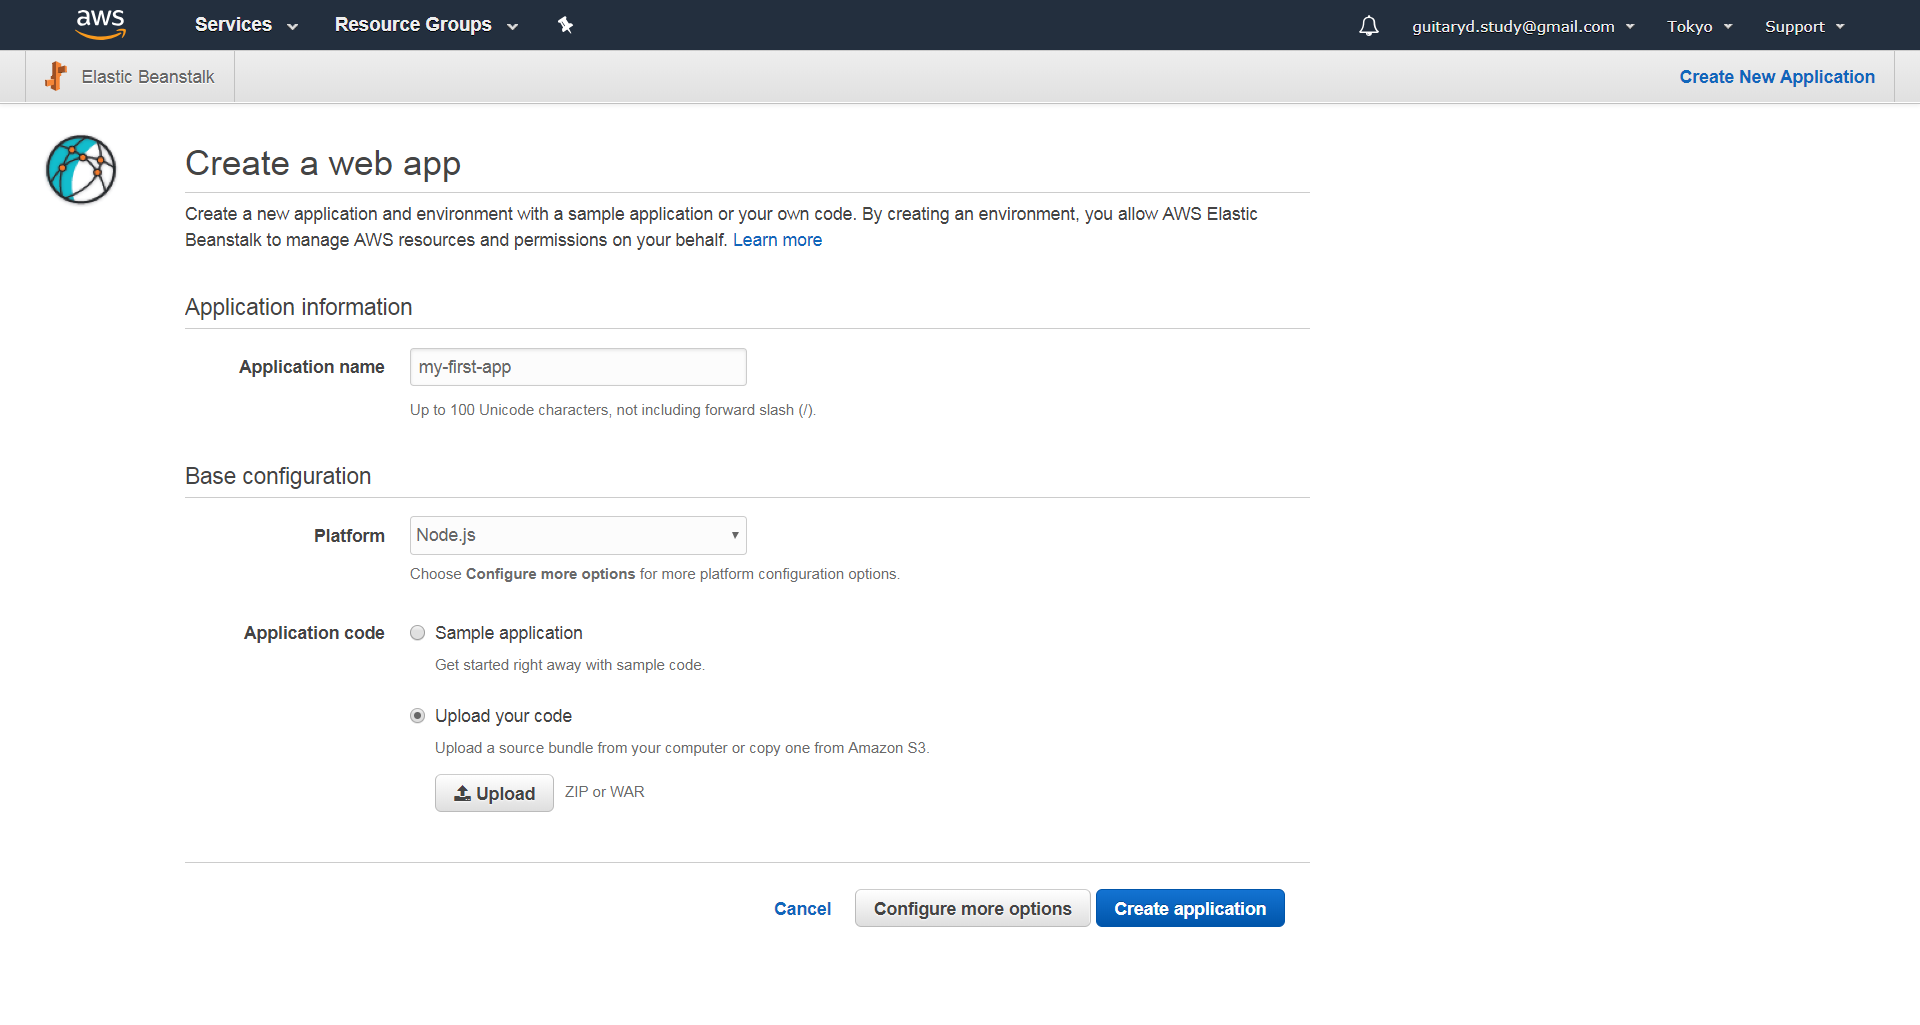 aws Services Resource Groups guitaryd.study@gmail.com Tokyo Support
Elastic Beanstalk Create New Application
Create a web app
Create a new application and environment with a sample application or your own code. By creating an environment, you allow AWS Elastic
Beanstalk to manage AWS resources and permissions on your behalf. Learn more
Application information
Application name my-first-app
Up to 100 Unicode characters, not including forward slash (/).
Base configuration
Platform Node.js
Choose Configure more options for more platform configuration options.
Application code Sample application
Get started right away with sample code.
Upload your code
Upload a source bundle from your computer or copy one from Amazon S3.
Upload ZIP or WAR
Cancel Configure more options Create application